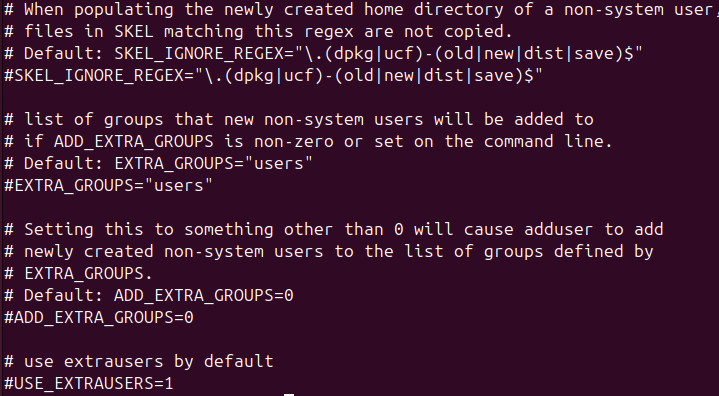 # When populating the newly created home directory of a non-system user,
# files in SKEL matching this regex are not copied.
# Default: SKEL_IGNORE_REGEX="\.(dpkg|ucf)-(old|new|dist|save)$"
#SKEL_IGNORE_REGEX="\.(dpkg|ucf)-(old|new|dist|save)$"
# list of groups that new non-system users will be added to
# if ADD_EXTRA_GROUPS is non-zero or set on the command line.
# Default: EXTRA_GROUPS="users"
#EXTRA_GROUPS="users"
# Setting this to something other than 0 will cause adduser to add
# newly created non-system users to the list of groups defined by
# EXTRA_GROUPS.
# Default: ADD_EXTRA_GROUPS=0
#ADD_EXTRA_GROUPS=0
# use extrausers by default
#USE_EXTRAUSERS=1